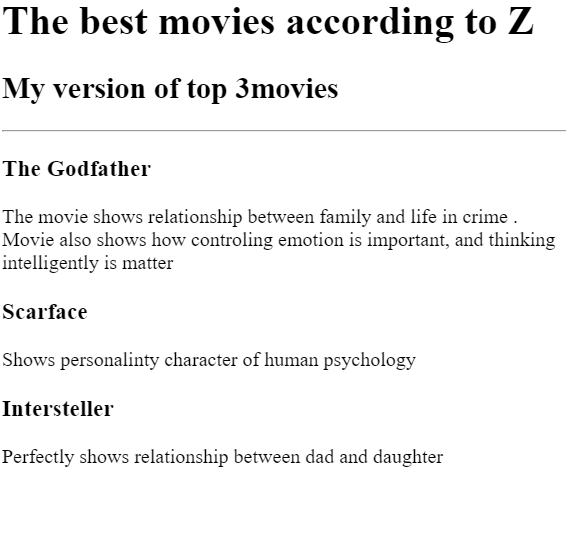 The best movies according to Z
My version of top 3movies
The Godfather
The movie shows relationship between family and life in crime .
Movie also shows how controling emotion is important, and thinking
intelligently is matter
Scarface
Shows personalinty character of human psychology
Intersteller
Perfectly shows relationship between dad and daughter